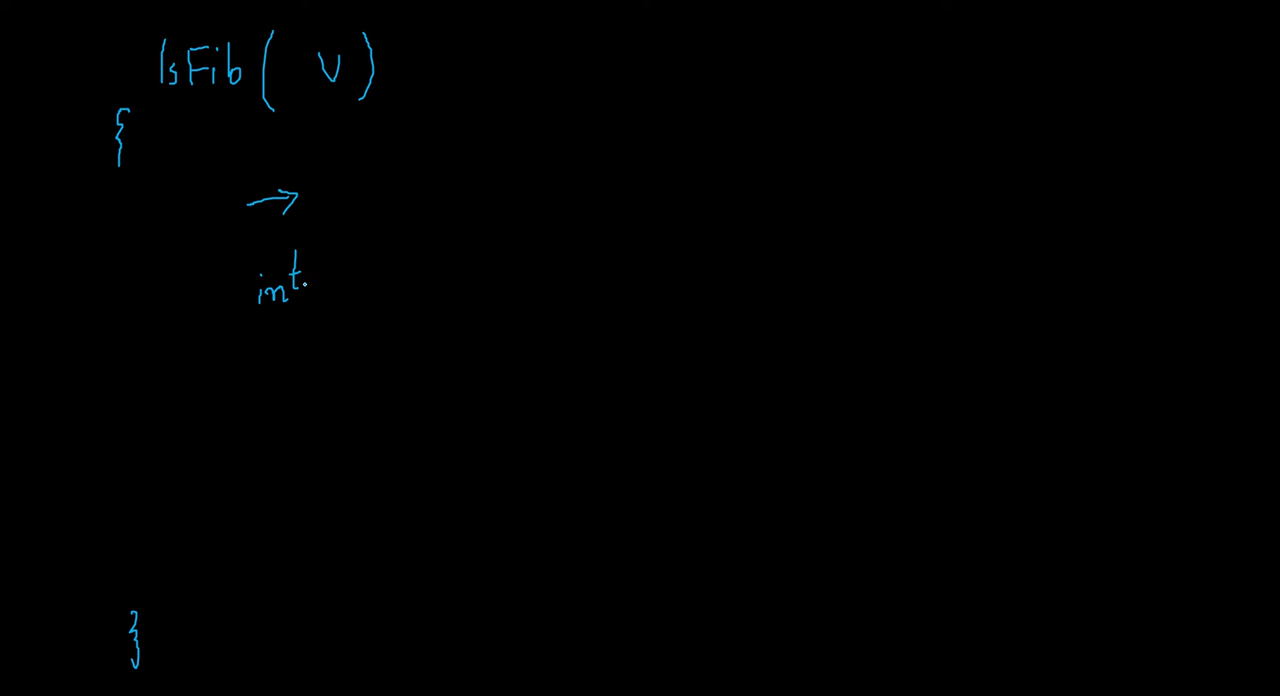 IsFib( V)
{
→
int
}